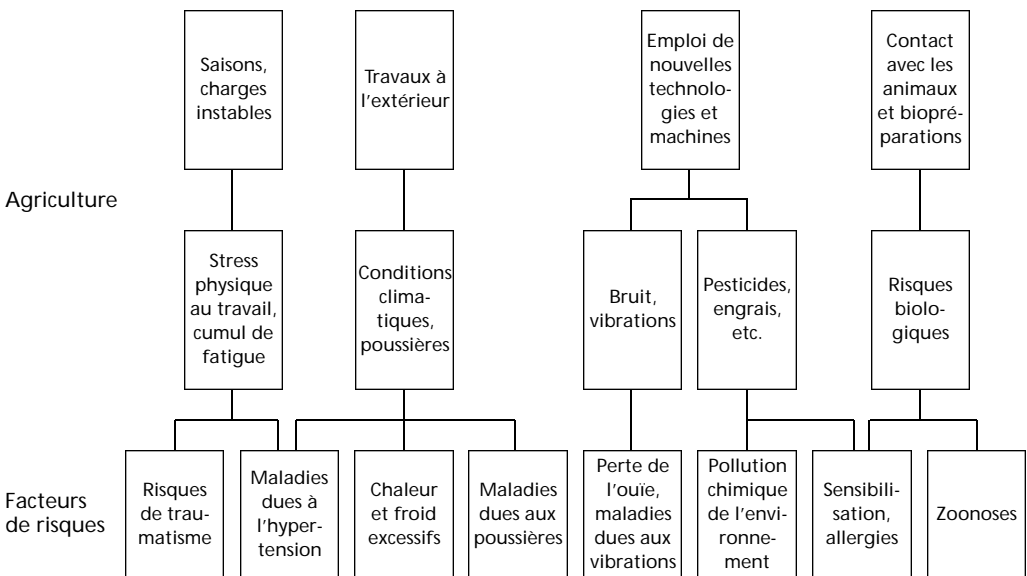 Saisons,
charges
instables
Travaux à
l'extérieur
Emploi de
nouvelles
technolo-
gies et
machines
Contact
avec les
animaux
et biopré-
parations
Agriculture
Stress
physique
au travail,
cumul de
fatigue
Conditions
clima-
tiques,
poussières
Bruit,
vibrations
Pesticides,
engrais,
etc.
Risques
biolo-
giques
Facteurs
de risques
Risques
de trau-
matisme
Maladies
dues à
l'hyper-
tension
Chaleur
et froid
excessifs
Maladies
dues aux
poussières
Perte de
l'ouïe,
maladies
dues aux
vibrations
Pollution
chimique
de l'envi-
ronne-
ment
Sensibili-
sation,
allergies
Zoonoses